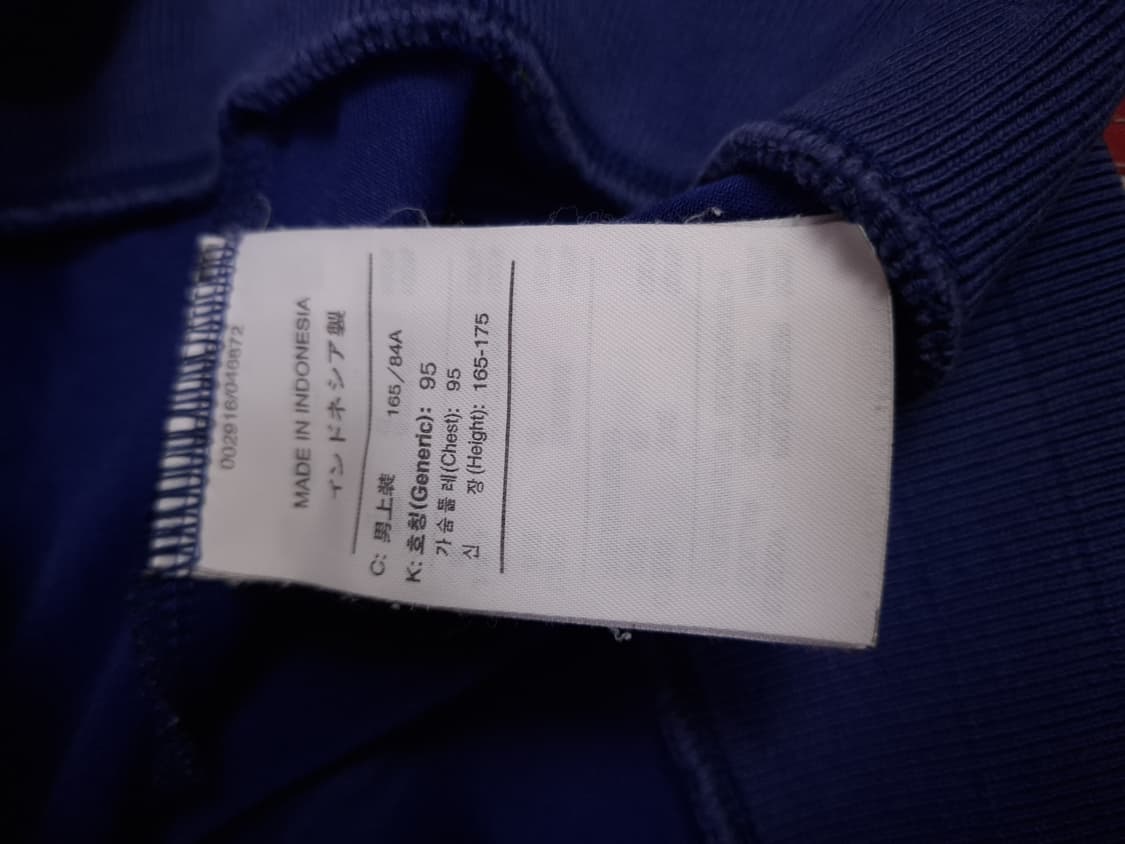 002916/046872
MADE IN INDONESIA
インドネシア製
C: 男上裝 165/84A
K: 호칭(Generic): 95
가슴둘레(Chest): 95
신 장(Height): 165-175